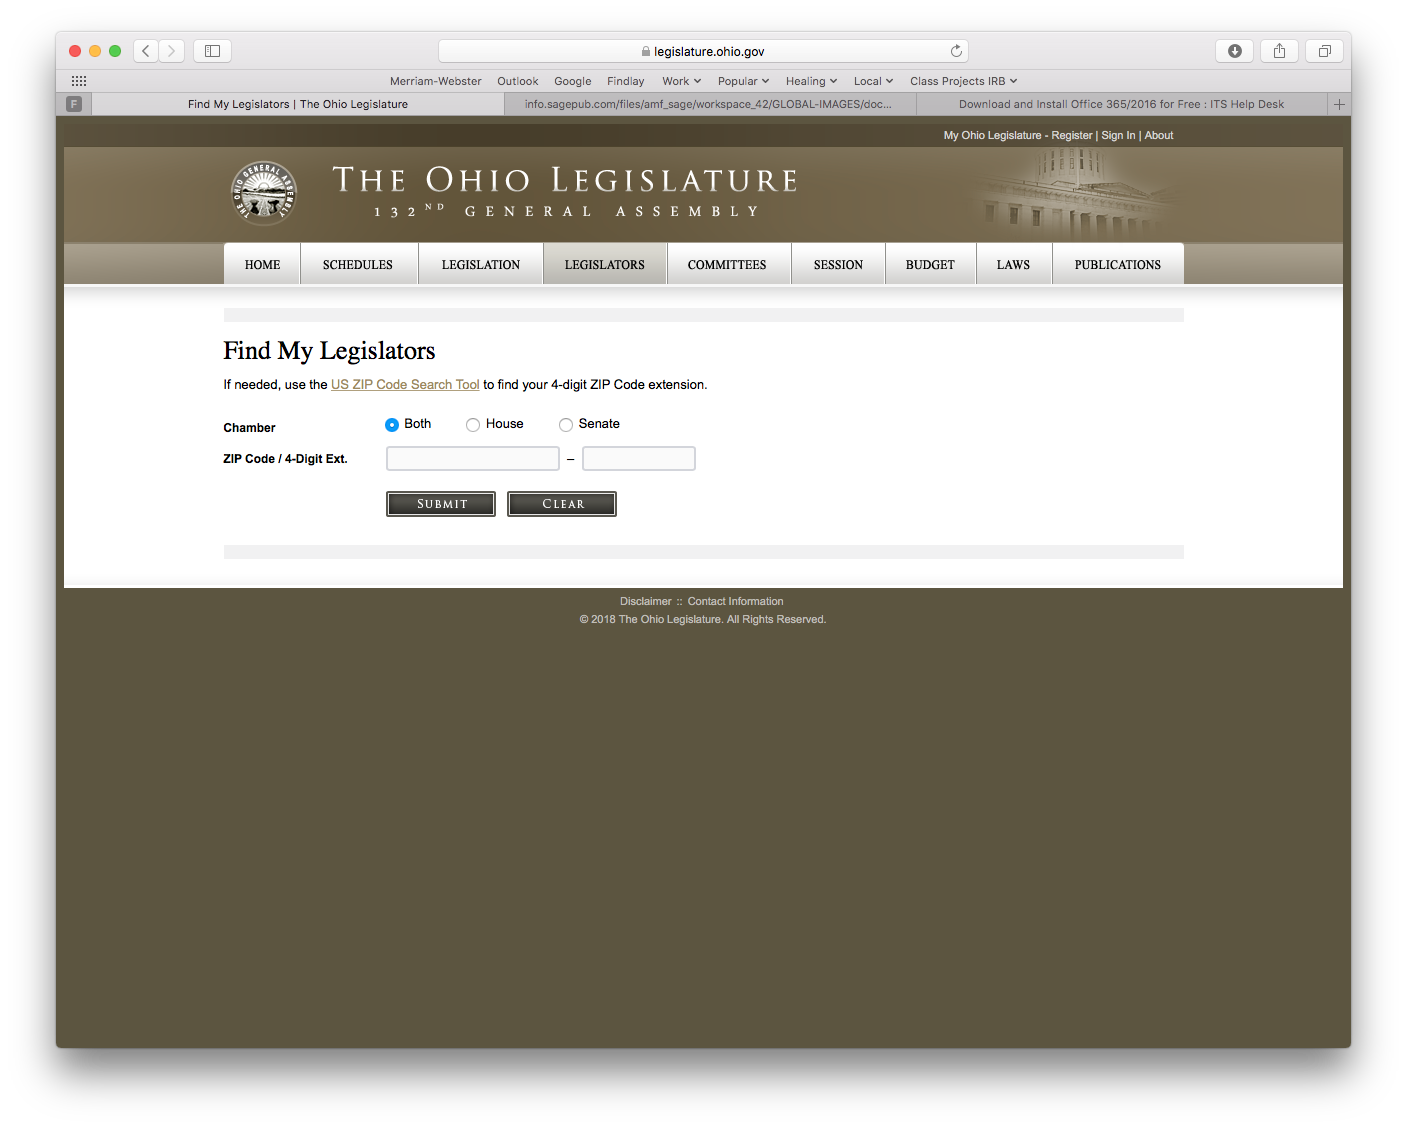 legislature.ohio.gov
Merriam-Webster Outlook Google Findlay Work Popular Healing Local Class Projects IRB
F Find My Legislators | The Ohio Legislature info.sagepub.com/files/amf_sage/workspace_42/GLOBAL-IMAGES/doc... Download and Install Office 365/2016 for Free : ITS Help Desk
My Ohio Legislature - Register | Sign In | About
THE OHIO GENERAL ASSEMBLY
THE OHIO LEGISLATURE
132ND GENERAL ASSEMBLY
HOME SCHEDULES LEGISLATION LEGISLATORS COMMITTEES SESSION BUDGET LAWS PUBLICATIONS
Find My Legislators
If needed, use the US ZIP Code Search Tool to find your 4-digit ZIP Code extension.
Chamber Both House Senate
ZIP Code / 4-Digit Ext. –
SUBMIT CLEAR
Disclaimer :: Contact Information
© 2018 The Ohio Legislature. All Rights Reserved.